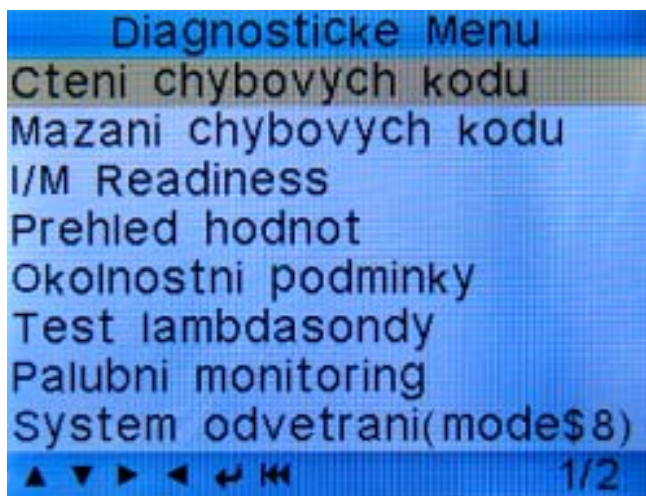 Diagnosticke Menu
Cteni chybovych kodu
Mazani chybovych kodu
I/M Readiness
Prehled hodnot
Okolnostni podminky
Test lambdasondy
Palubni monitoring
System odvetrani(mode$8)
▲ ▼ ► ◄ ↵ ⏮ 1/2